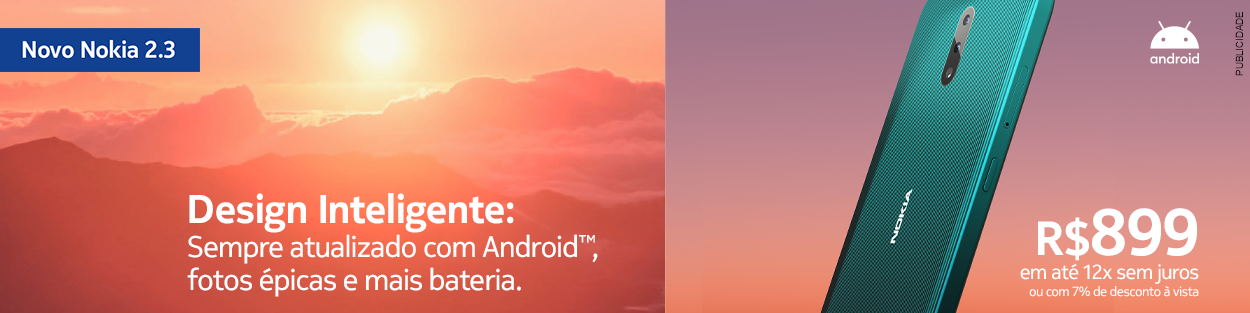 Novo Nokia 2.3
Design Inteligente:
Sempre atualizado com Android™,
fotos épicas e mais bateria.
NOKIA
android
PUBLICIDADE
R$899
em até 12x sem juros
ou com 7% de desconto à vista